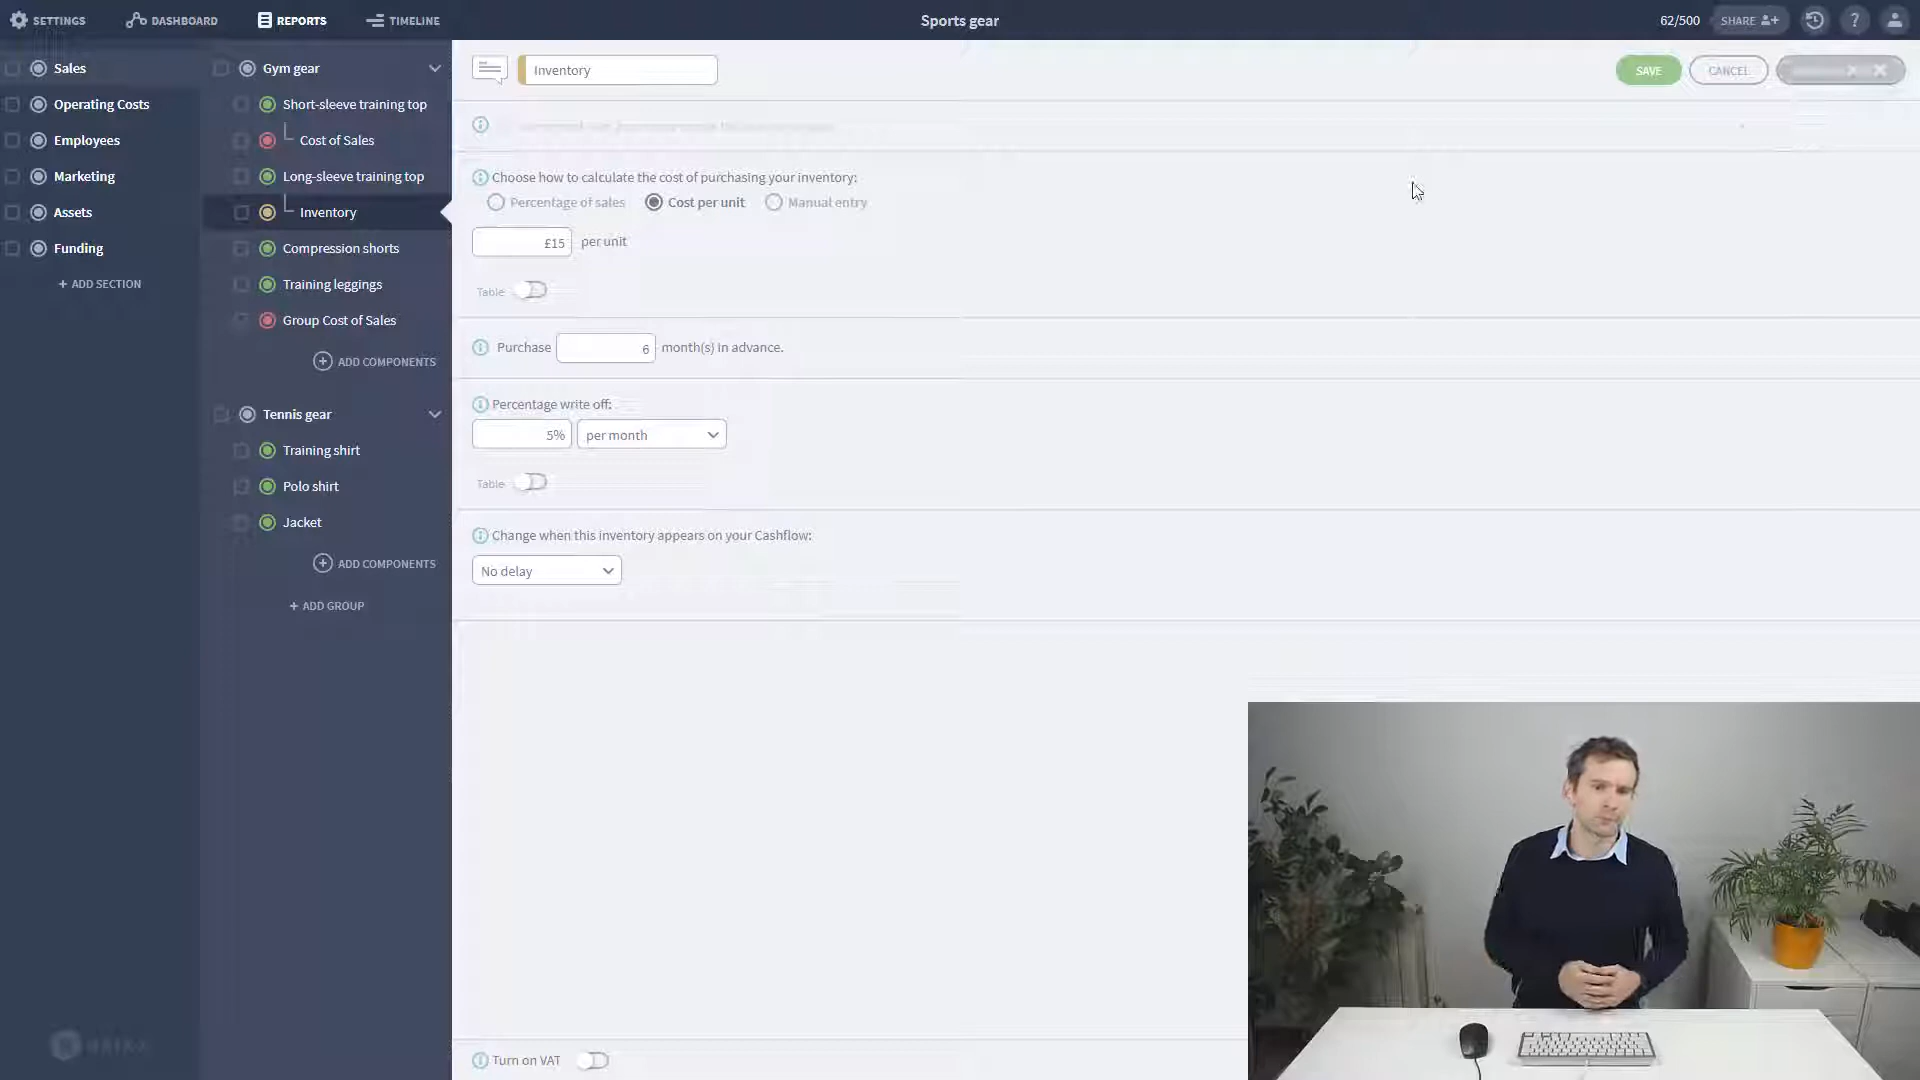 SETTINGS
DASHBOARD
REPORTS
TIMELINE
Sports gear
62/500
SHARE
?
Sales
Operating Costs
Employees
Marketing
Assets
Funding
+ ADD SECTION
Gym gear
Short-sleeve training top
Cost of Sales
Long-sleeve training top
Inventory
Compression shorts
Training leggings
Group Cost of Sales
ADD COMPONENTS
Tennis gear
Training shirt
Polo shirt
Jacket
ADD COMPONENTS
+ ADD GROUP
Inventory
SAVE
CANCEL
Choose how to calculate the cost of purchasing your inventory:
Percentage of sales
Cost per unit
Manual entry
£15 per unit
Table
Purchase 6 month(s) in advance.
Percentage write off:
5% per month
Table
Change when this inventory appears on your Cashflow:
No delay
Turn on VAT